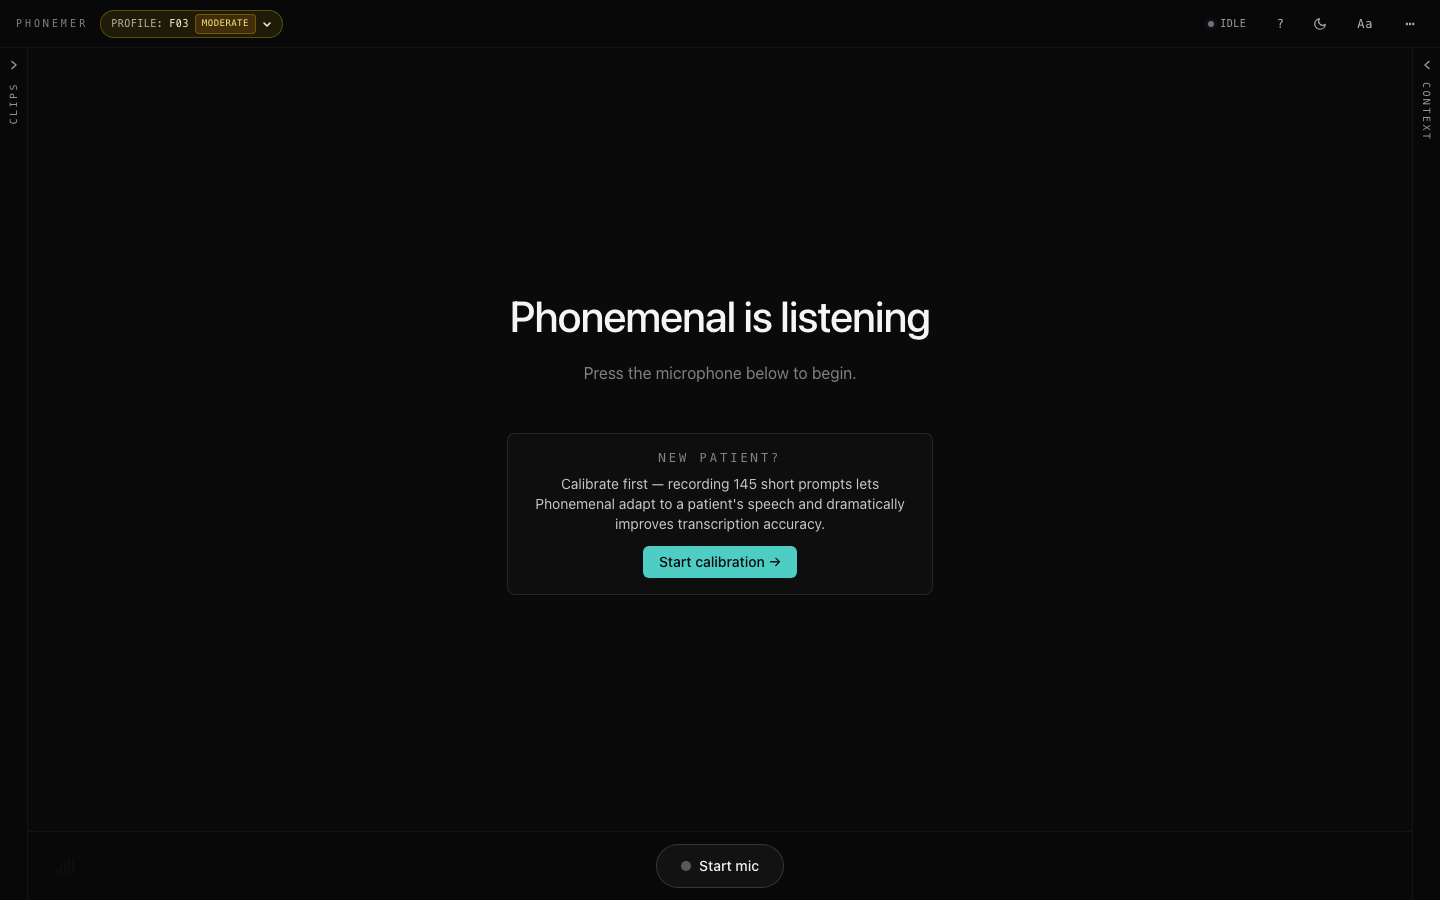 PHONEMER
PROFILE: F03 MODERATE
IDLE
?
Aa
CLIPS
CONTEXT
Phonemenal is listening
Press the microphone below to begin.
NEW PATIENT?
Calibrate first — recording 145 short prompts lets
Phonemenal adapt to a patient's speech and dramatically
improves transcription accuracy.
Start calibration →
Start mic